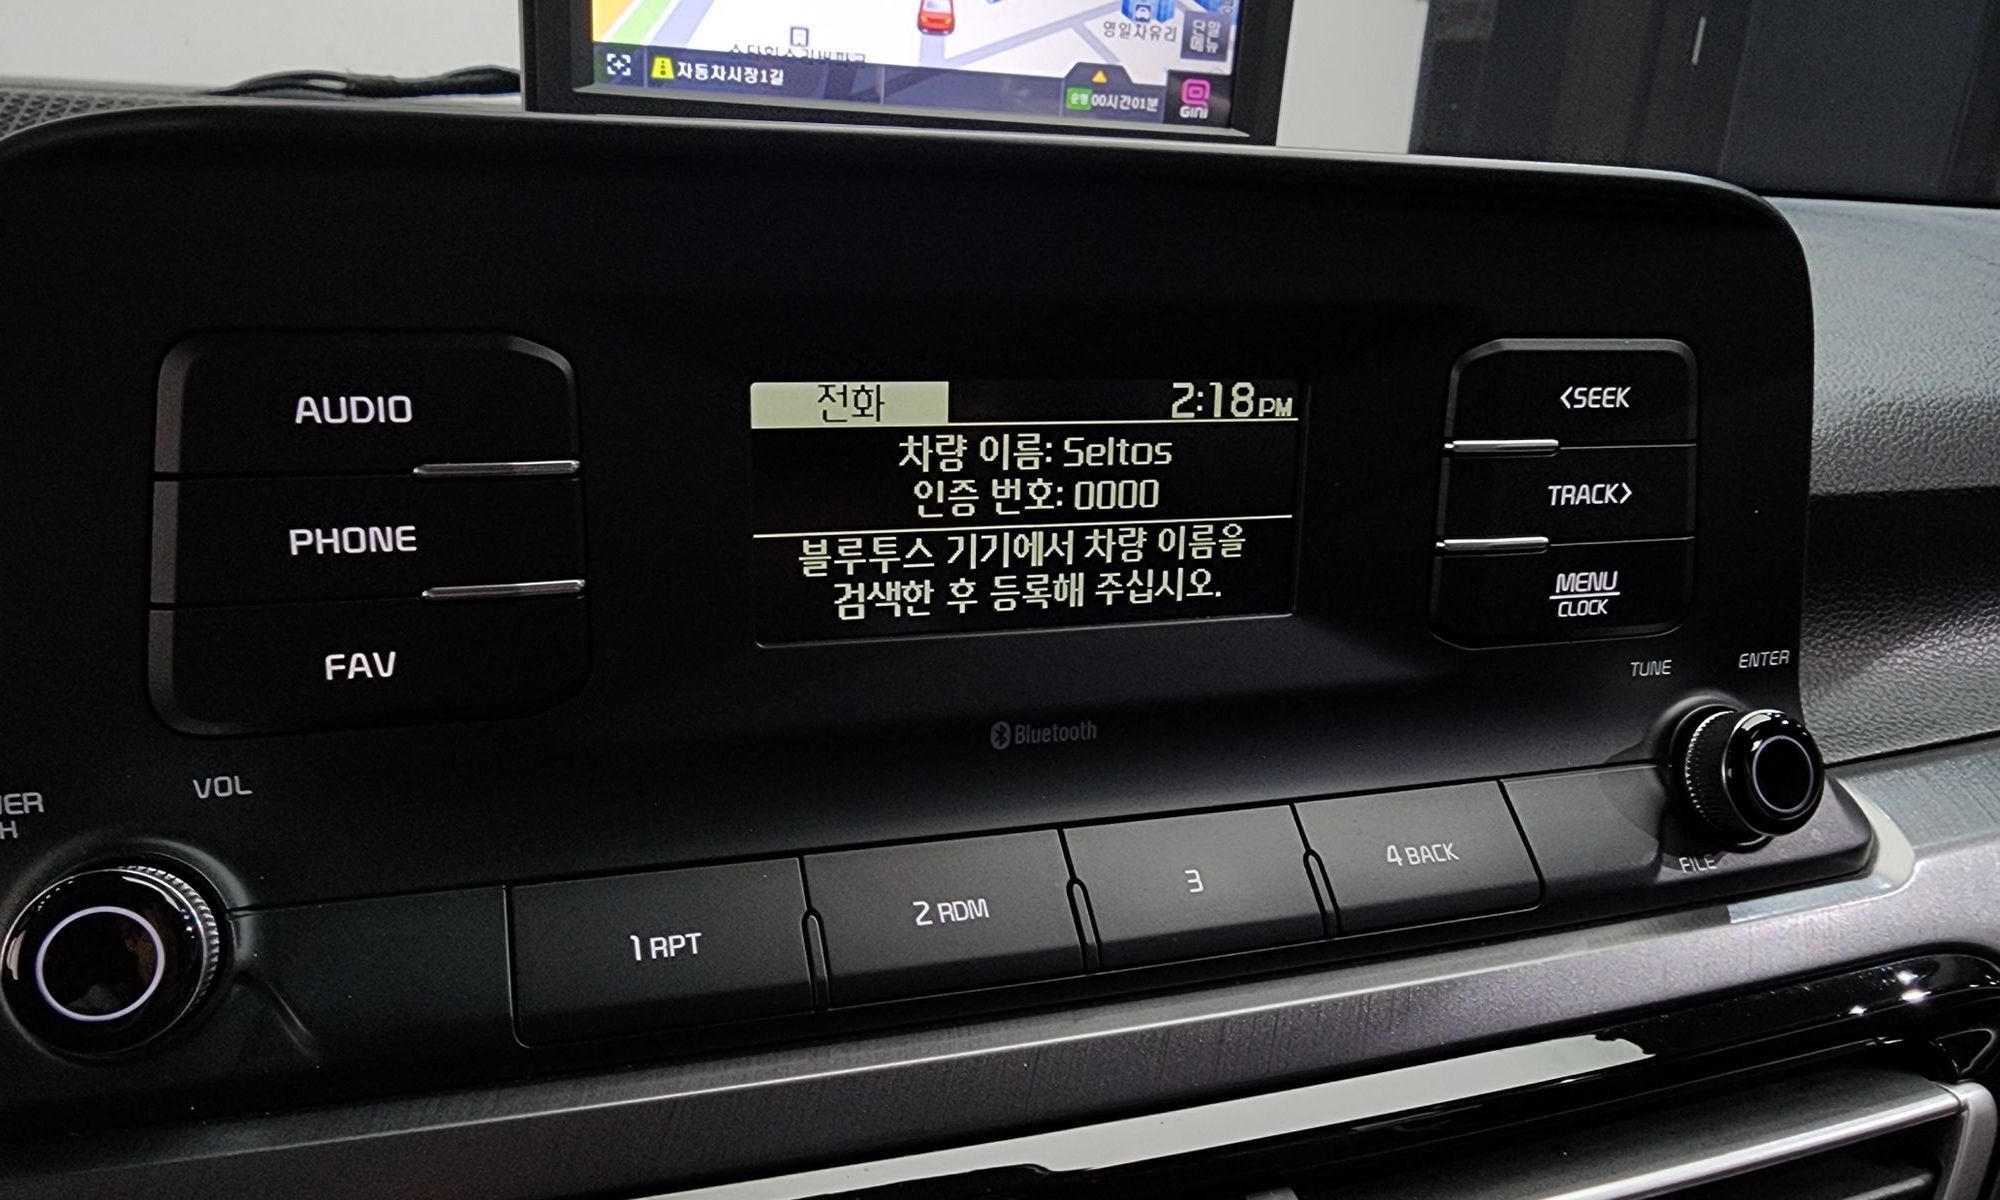 영일자유리
자동차시장1길
운행 00시간01분
GINI
전화 2:18PM
차량 이름: Seltos
인증 번호: 0000
블루투스 기기에서 차량 이름을
검색한 후 등록해 주십시오.
AUDIO
PHONE
FAV
<SEEK
TRACK>
MENU
CLOCK
TUNE
ENTER
Bluetooth
VOL
FILE
1 RPT
2 RDM
3
4 BACK